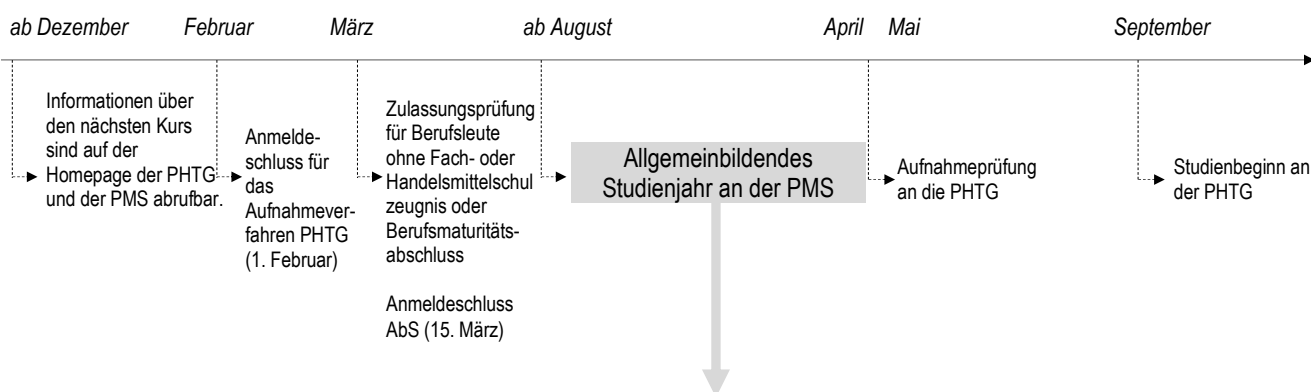 ab Dezember Februar März ab August April Mai September
Informationen über
den nächsten Kurs
sind auf der
Homepage der PHTG
und der PMS abrufbar.
Anmelde-
schluss für
das
Aufnahmever-
fahren PHTG
(1. Februar)
Zulassungsprüfung
für Berufsleute
ohne Fach- oder
Handelsmittelschul
zeugnis oder
Berufsmaturitäts-
abschluss
Anmeldeschluss
AbS (15. März)
Allgemeinbildendes
Studienjahr an der PMS
Aufnahmeprüfung
an die PHTG
Studienbeginn an
der PHTG